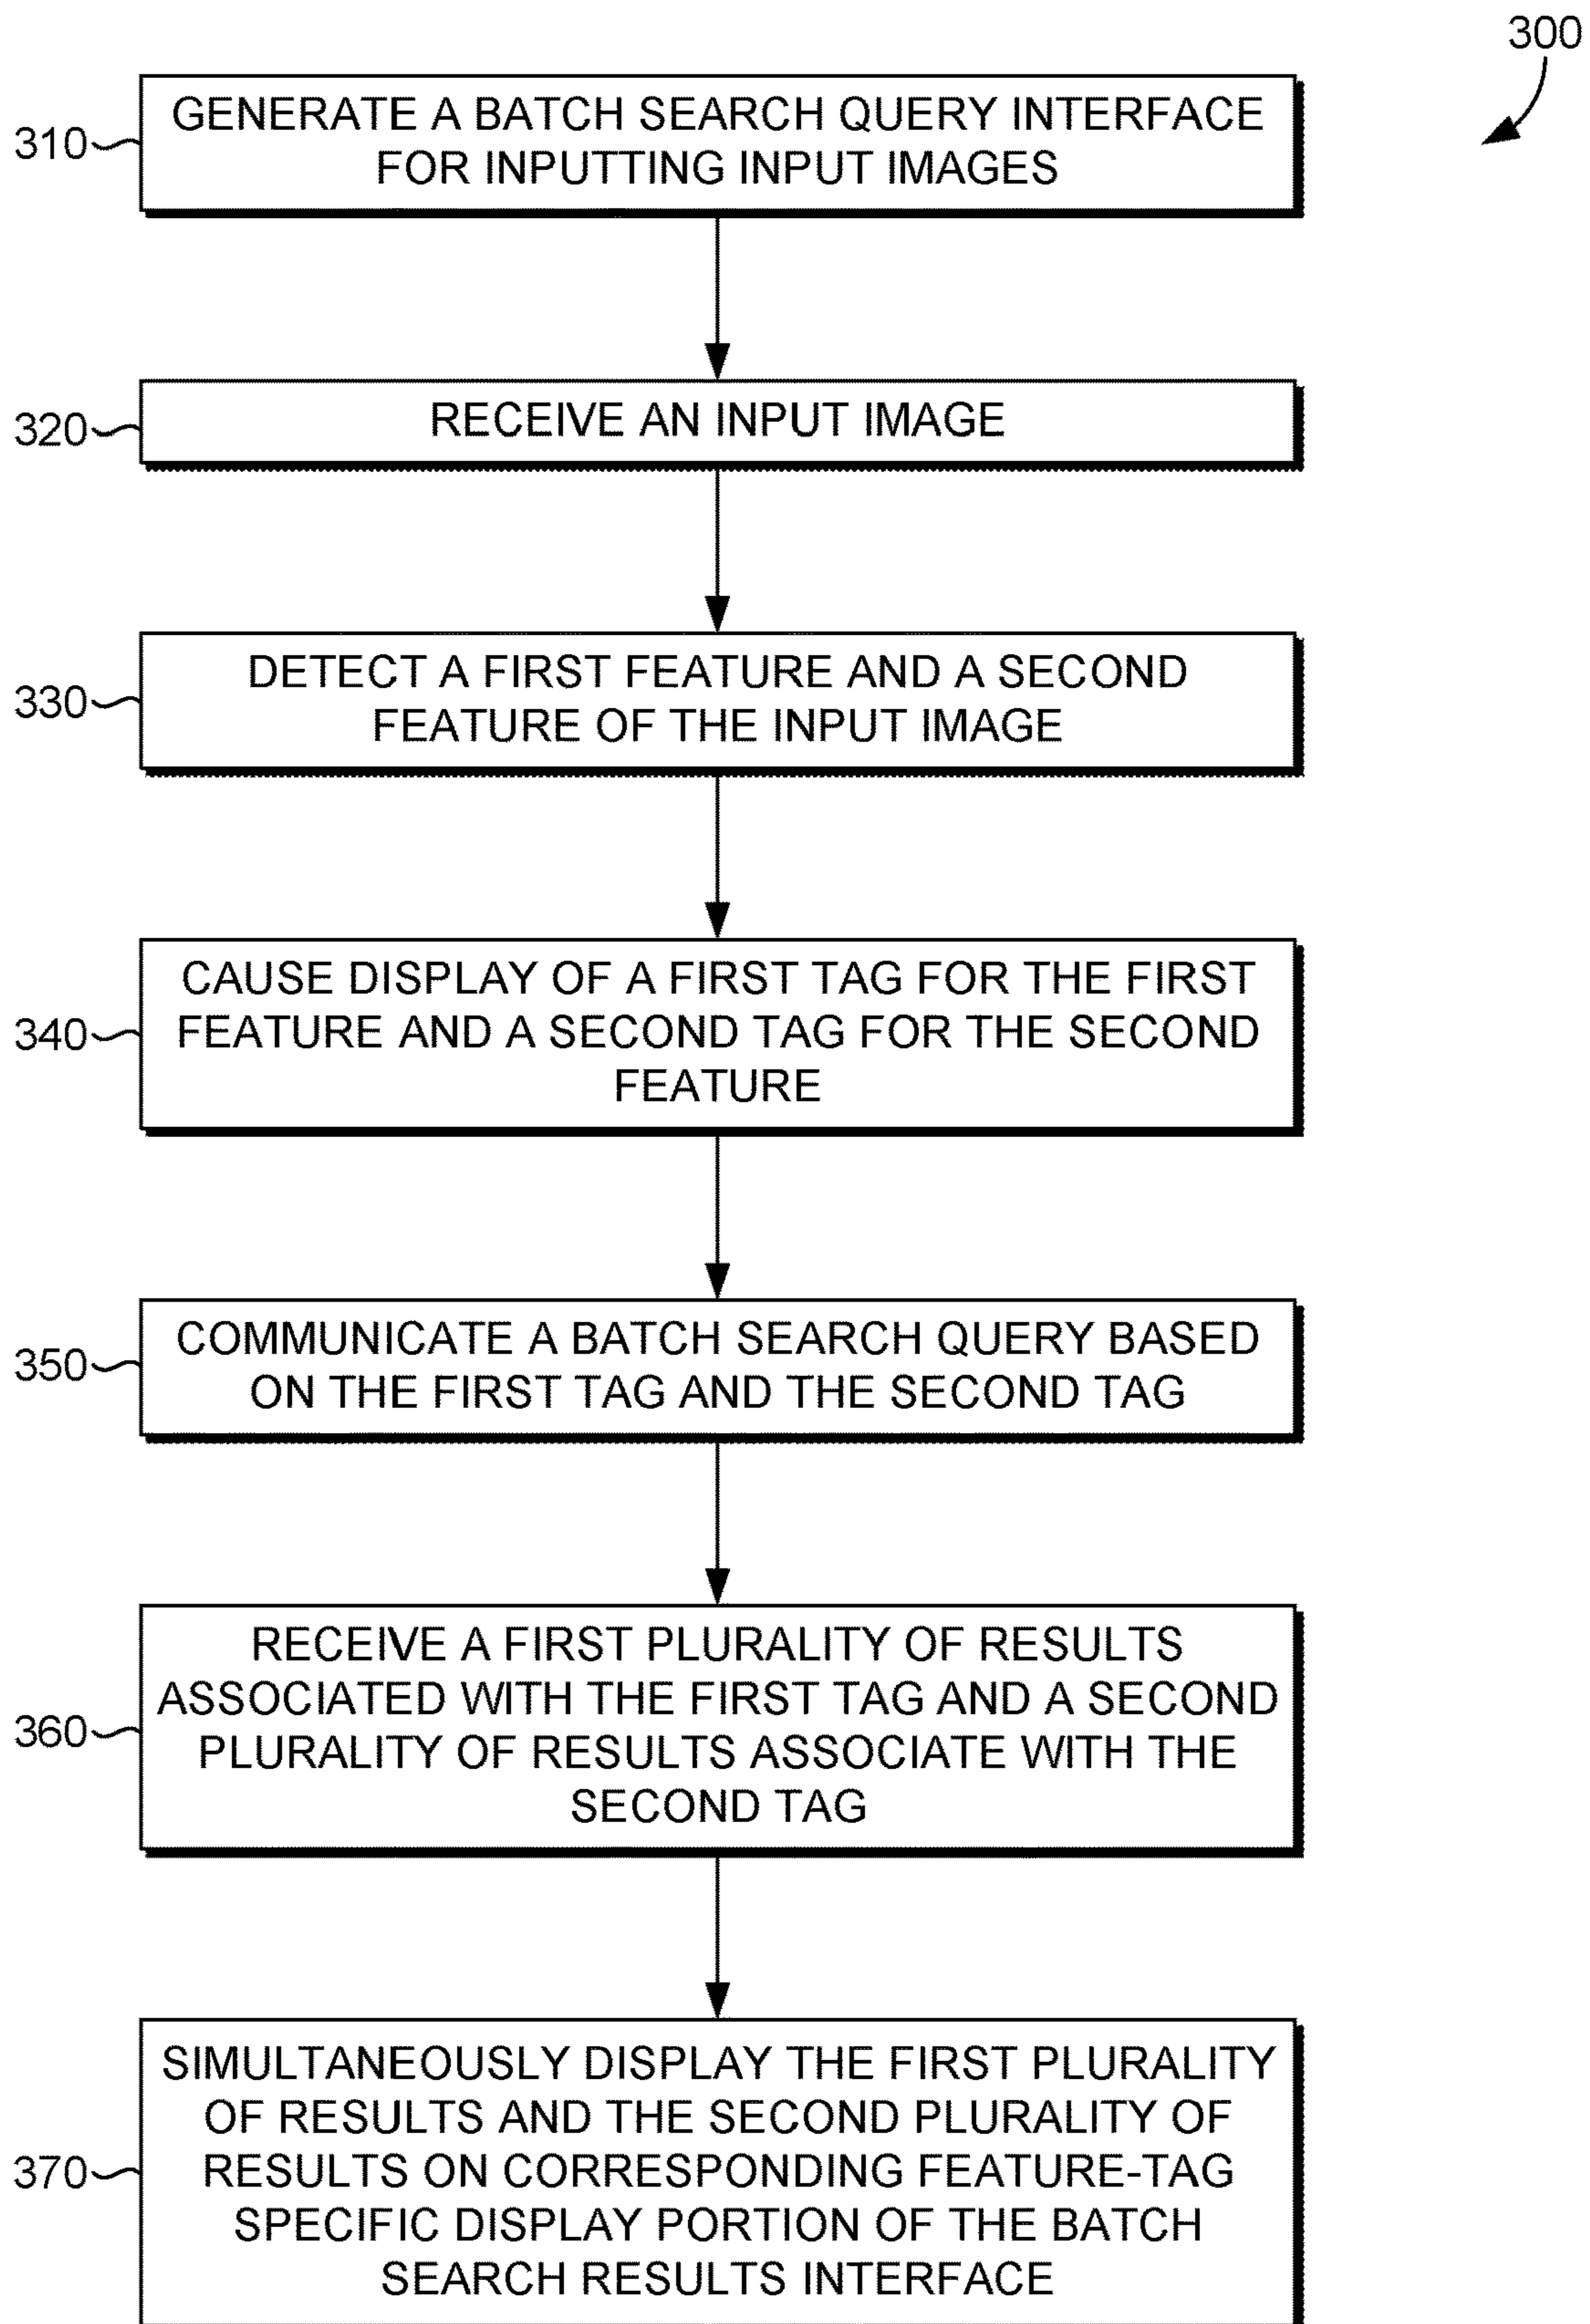 300
310
GENERATE A BATCH SEARCH QUERY INTERFACE
FOR INPUTTING INPUT IMAGES
320
RECEIVE AN INPUT IMAGE
330
DETECT A FIRST FEATURE AND A SECOND
FEATURE OF THE INPUT IMAGE
340
CAUSE DISPLAY OF A FIRST TAG FOR THE FIRST
FEATURE AND A SECOND TAG FOR THE SECOND
FEATURE
350
COMMUNICATE A BATCH SEARCH QUERY BASED
ON THE FIRST TAG AND THE SECOND TAG
360
RECEIVE A FIRST PLURALITY OF RESULTS
ASSOCIATED WITH THE FIRST TAG AND A SECOND
PLURALITY OF RESULTS ASSOCIATE WITH THE
SECOND TAG
370
SIMULTANEOUSLY DISPLAY THE FIRST PLURALITY
OF RESULTS AND THE SECOND PLURALITY OF
RESULTS ON CORRESPONDING FEATURE-TAG
SPECIFIC DISPLAY PORTION OF THE BATCH
SEARCH RESULTS INTERFACE